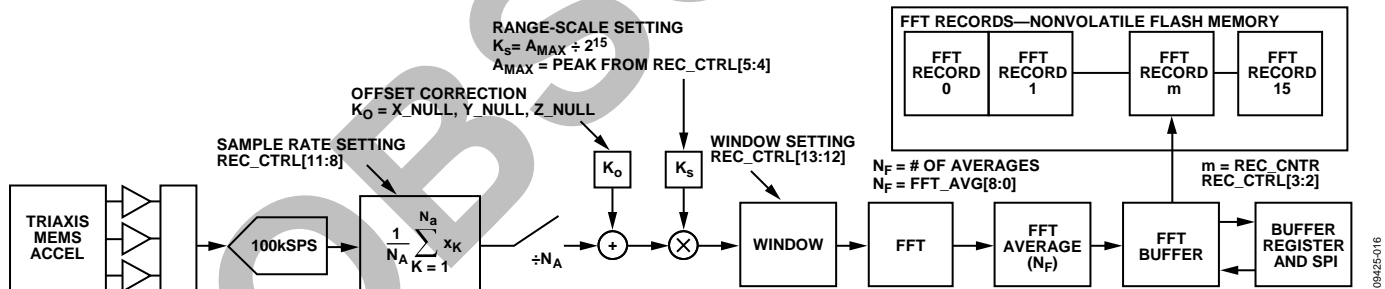 RANGE-SCALE SETTING
Ks= AMAX ÷ 2¹⁵
AMAX = PEAK FROM REC_CTRL[5:4]
OFFSET CORRECTION
KO = X_NULL, Y_NULL, Z_NULL
SAMPLE RATE SETTING
REC_CTRL[11:8]
WINDOW SETTING
REC_CTRL[13:12]
FFT RECORDS—NONVOLATILE FLASH MEMORY
FFT
RECORD
0
FFT
RECORD
1
FFT
RECORD
m
FFT
RECORD
15
NF = # OF AVERAGES
NF = FFT_AVG[8:0]
m = REC_CNTR
REC_CTRL[3:2]
TRIAXIS
MEMS
ACCEL
100kSPS
1
NA
Na
∑ xK
K = 1
÷NA
Ko
+
Ks
×
WINDOW
FFT
FFT
AVERAGE
(NF)
FFT
BUFFER
BUFFER
REGISTER
AND SPI
09425-016
OBS